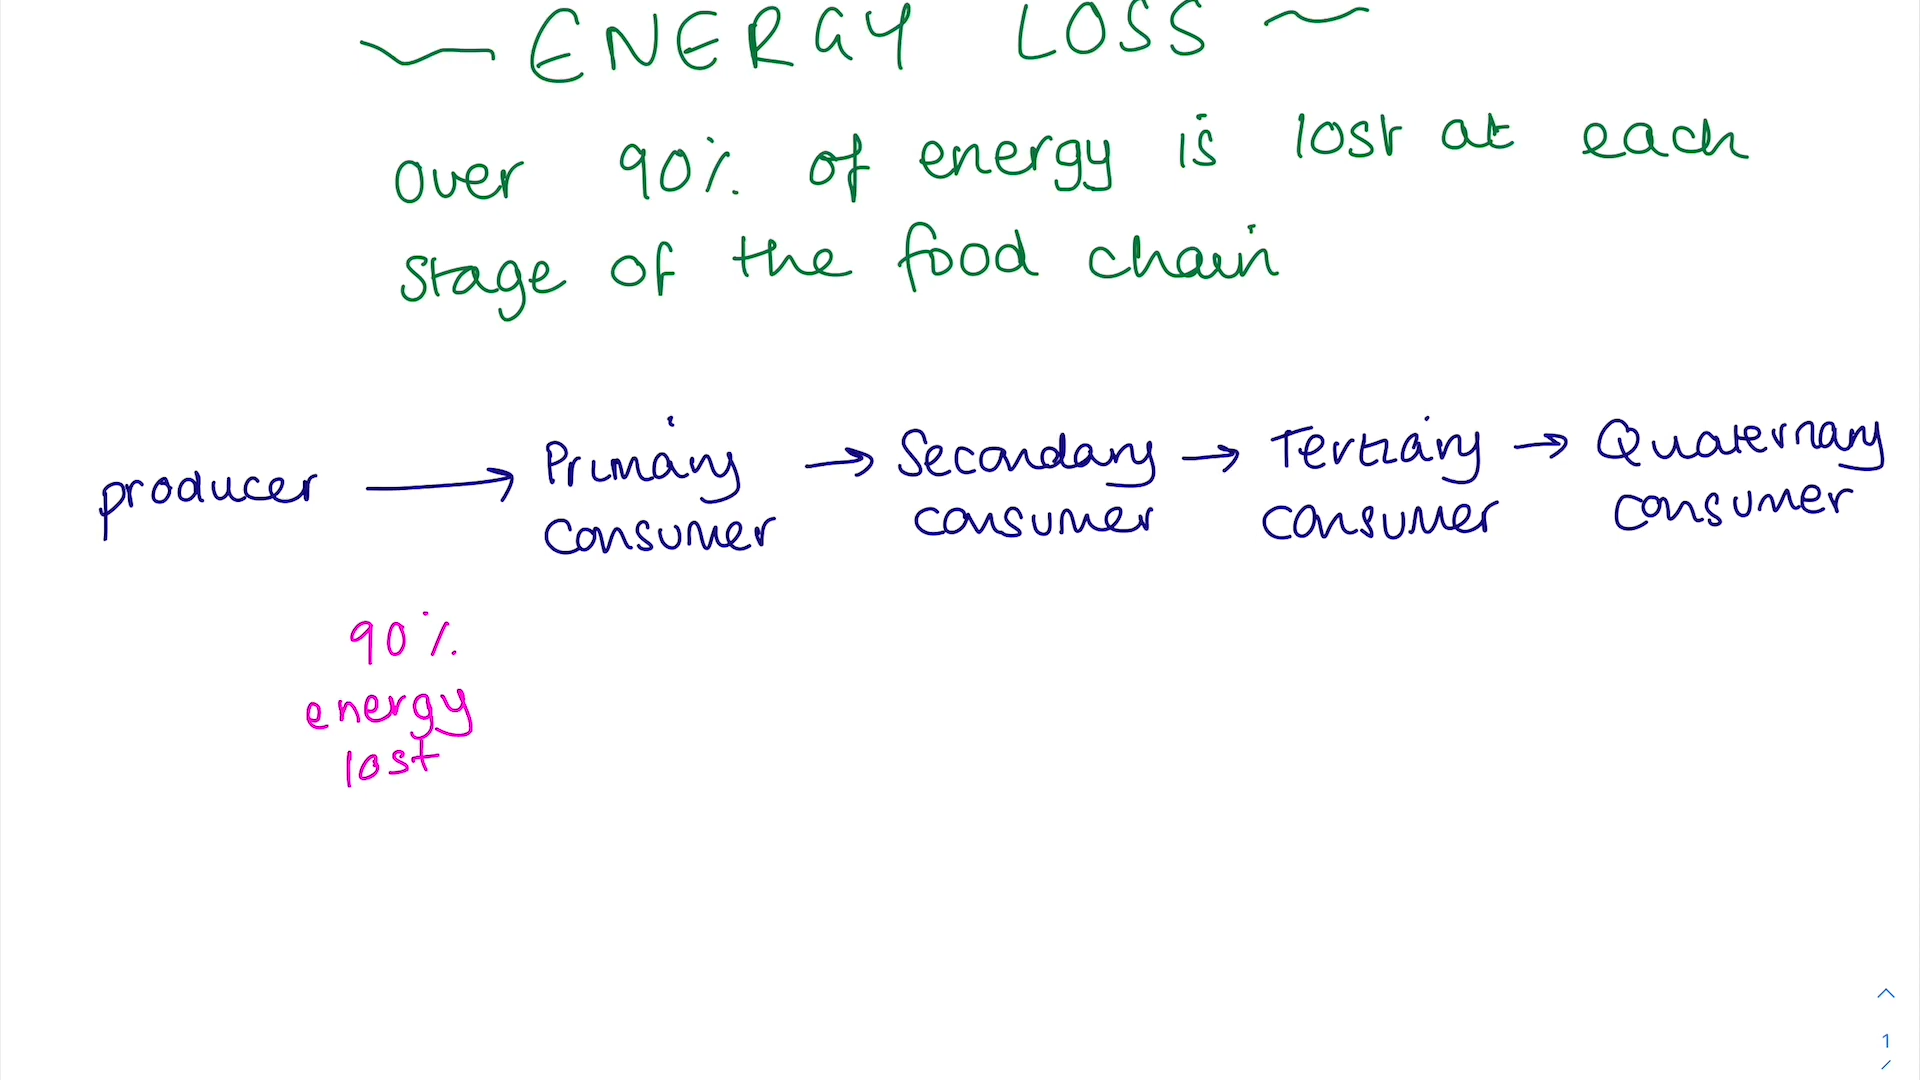 ~ ENERGY LOSS ~
over 90% of energy is lost at each
stage of the food chain
producer → Primary consumer → Secondary consumer → Tertiary consumer → Quaternary consumer
90%
energy
lost
1